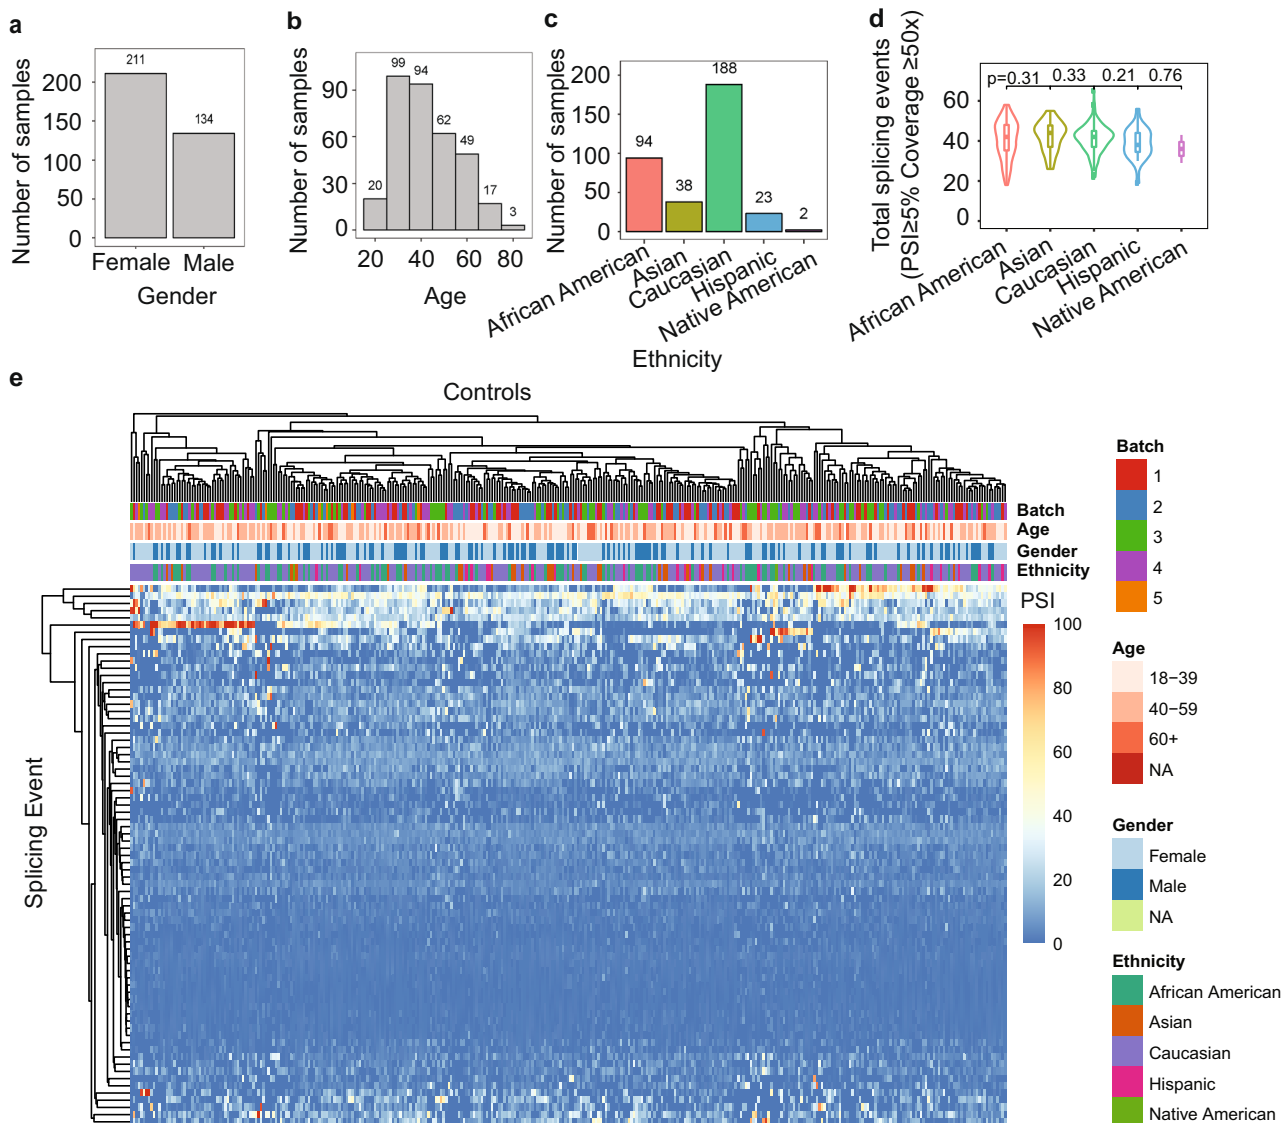 a
Number of samples
200
150
100
50
0
211
134
Female
Male
Gender
b
Number of samples
90
60
30
0
20
99
94
62
49
17
3
20
40
60
80
Age
c
Number of samples
200
150
100
50
0
94
38
188
23
2
African American
Asian
Caucasian
Hispanic
Native American
Ethnicity
d
Total splicing events
(PSI≥5% Coverage ≥50x)
60
40
20
0
p=0.31
0.33
0.21
0.76
African American
Asian
Caucasian
Hispanic
Native American
e
Controls
Batch
Age
Gender
Ethnicity
Splicing Event
PSI
100
80
60
40
20
0
Batch
1
2
3
4
5
Age
18−39
40−59
60+
NA
Gender
Female
Male
NA
Ethnicity
African American
Asian
Caucasian
Hispanic
Native American